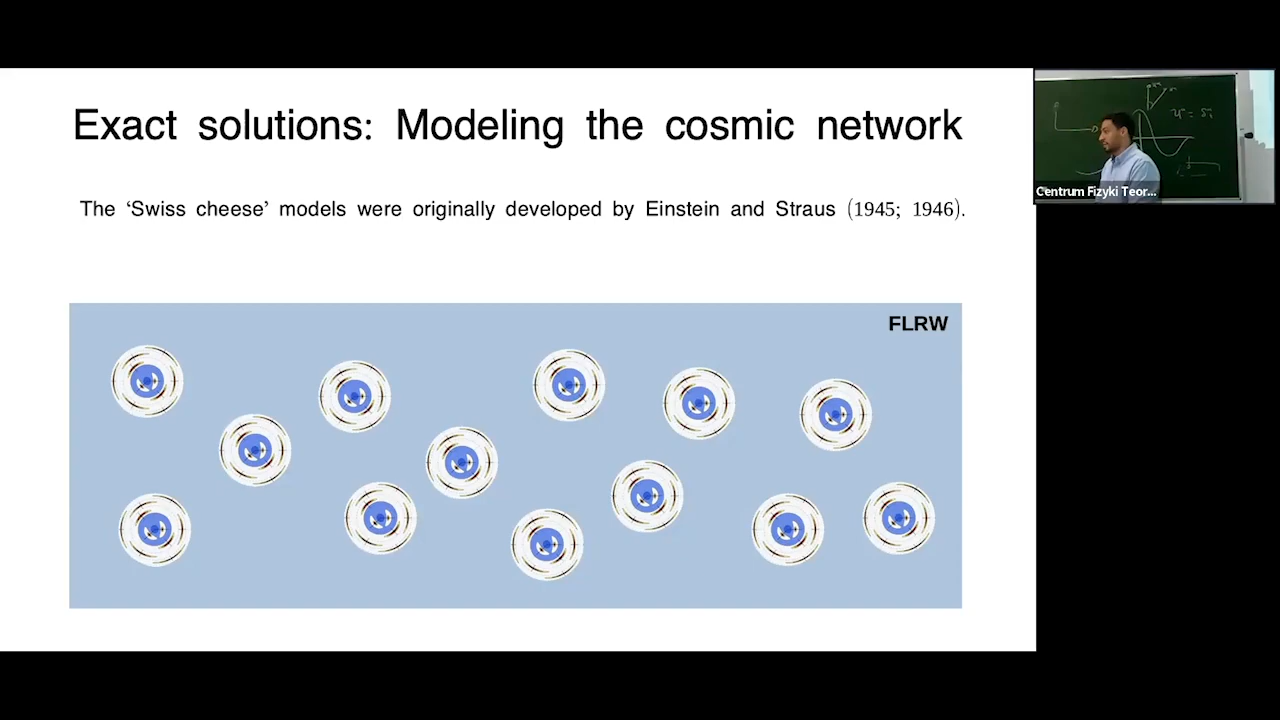 Exact solutions: Modeling the cosmic network
The ‘Swiss cheese’ models were originally developed by Einstein and Straus (1945; 1946).
FLRW
Centrum Fizyki Teor...